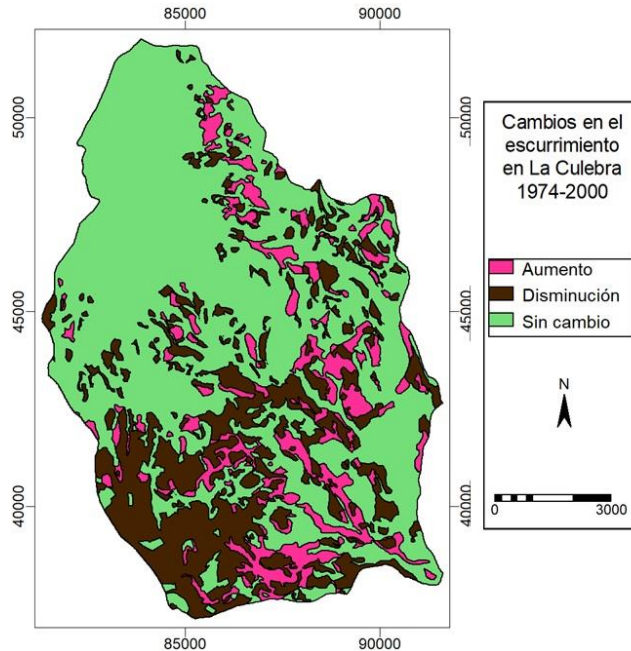 85000 90000
50000 50000
45000 45000
40000 40000
85000 90000
Cambios en el
escurrimiento
en La Culebra
1974-2000
Aumento
Disminución
Sin cambio
N
0 3000